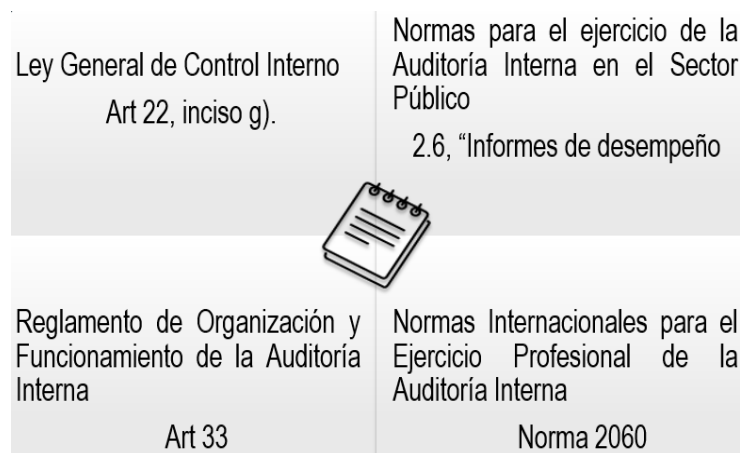 Ley General de Control Interno
Art 22, inciso g).
Normas para el ejercicio de la
Auditoría Interna en el Sector
Público
2.6, “Informes de desempeño
Reglamento de Organización y
Funcionamiento de la Auditoría
Interna
Art 33
Normas Internacionales para el
Ejercicio Profesional de la
Auditoría Interna
Norma 2060